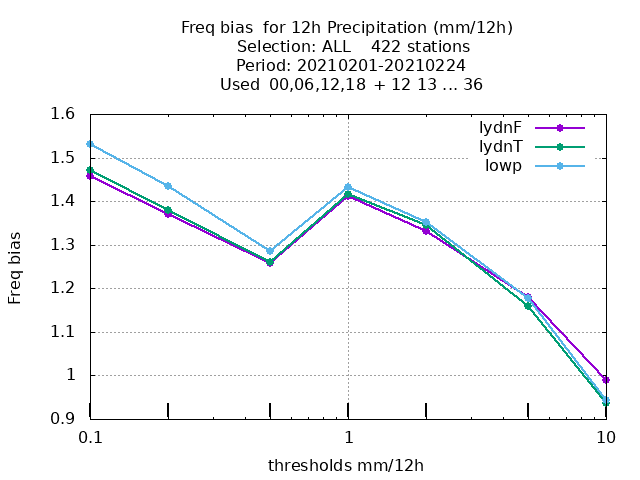 Freq bias  for 12h Precipitation (mm/12h)
Selection: ALL    422 stations
Period: 20210201-20210224
Used  00,06,12,18  + 12 13 ... 36
1.6
1.5
1.4
1.3
1.2
1.1
1
0.9
Freq bias
lydnF
lydnT
lowp
0.1
1
10
thresholds mm/12h